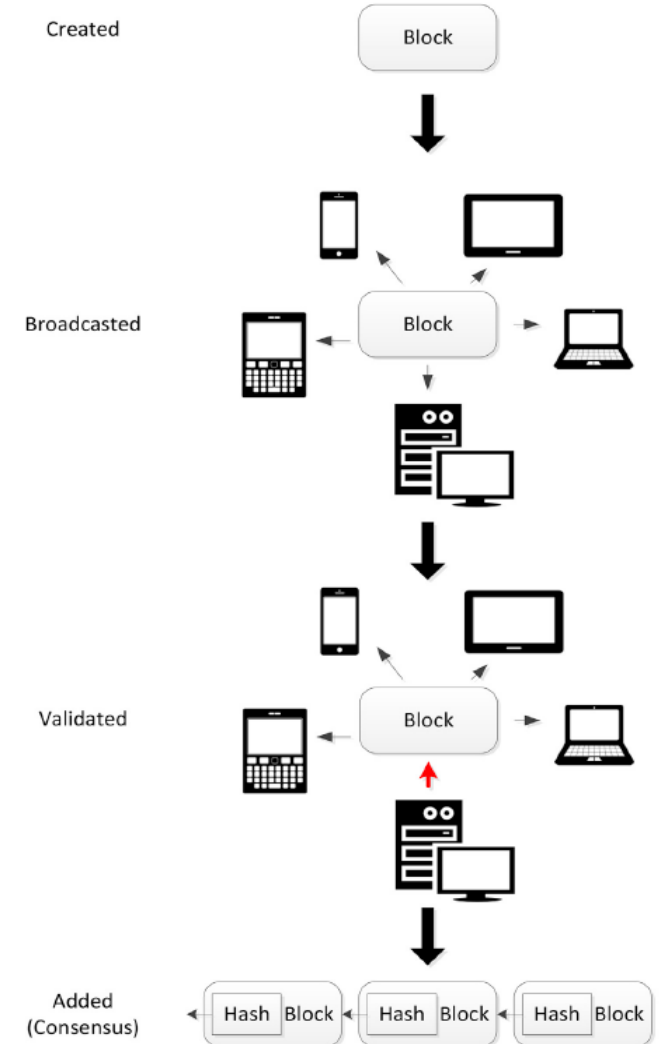 Created
Block
Broadcasted
Block
Validated
Block
Added
(Consensus)
Hash Block Hash Block Hash Block